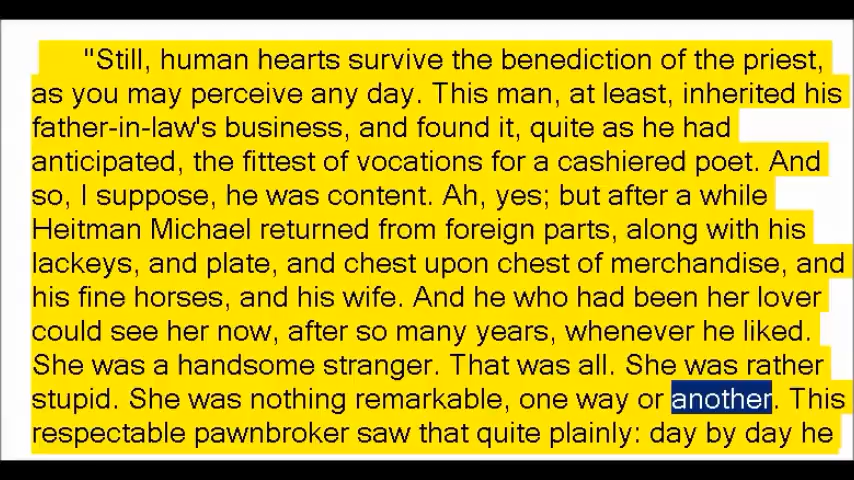 "Still, human hearts survive the benediction of the priest,
as you may perceive any day. This man, at least, inherited his
father-in-law's business, and found it, quite as he had
anticipated, the fittest of vocations for a cashiered poet. And
so, I suppose, he was content. Ah, yes; but after a while
Heitman Michael returned from foreign parts, along with his
lackeys, and plate, and chest upon chest of merchandise, and
his fine horses, and his wife. And he who had been her lover
could see her now, after so many years, whenever he liked.
She was a handsome stranger. That was all. She was rather
stupid. She was nothing remarkable, one way or another. This
respectable pawnbroker saw that quite plainly: day by day he